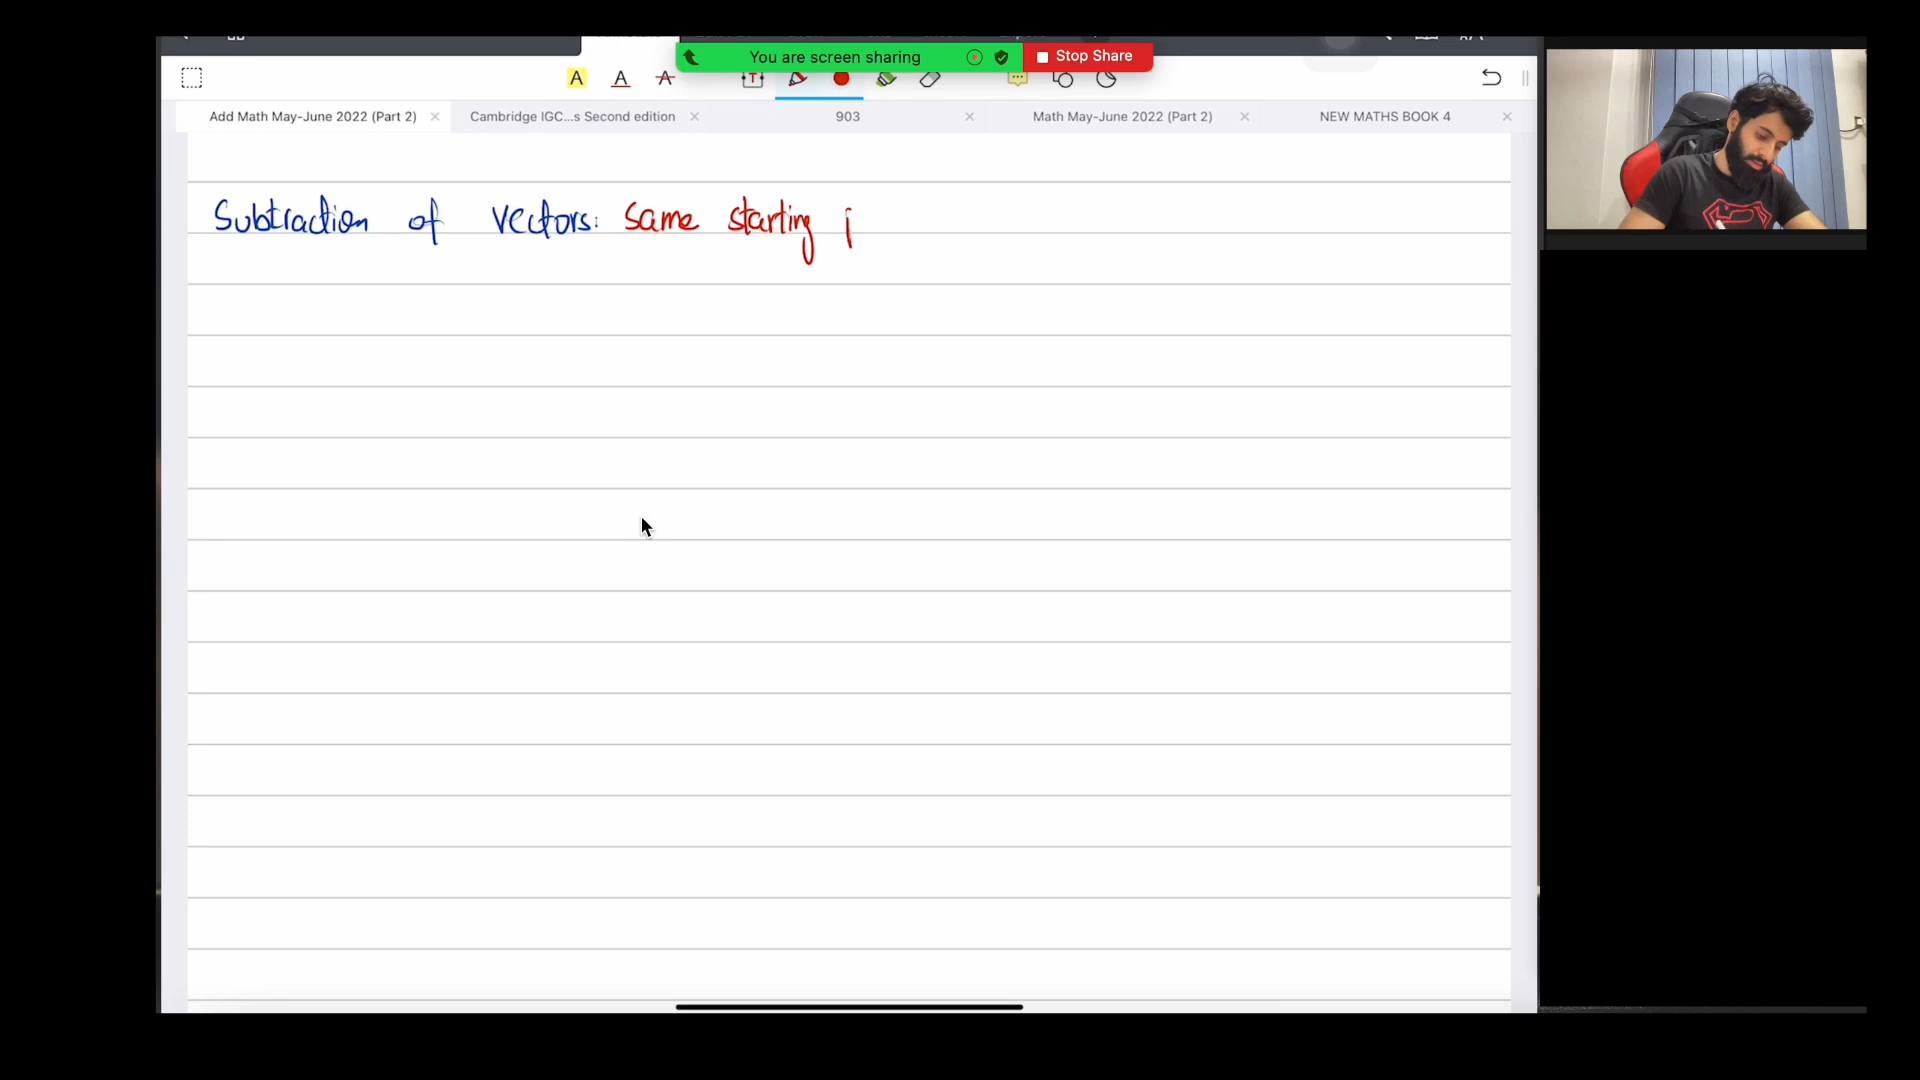 You are screen sharing
Stop Share
A A A T
Add Math May-June 2022 (Part 2) Cambridge IGC...s Second edition 903 Math May-June 2022 (Part 2) NEW MATHS BOOK 4
Subtraction of vectors: same starting